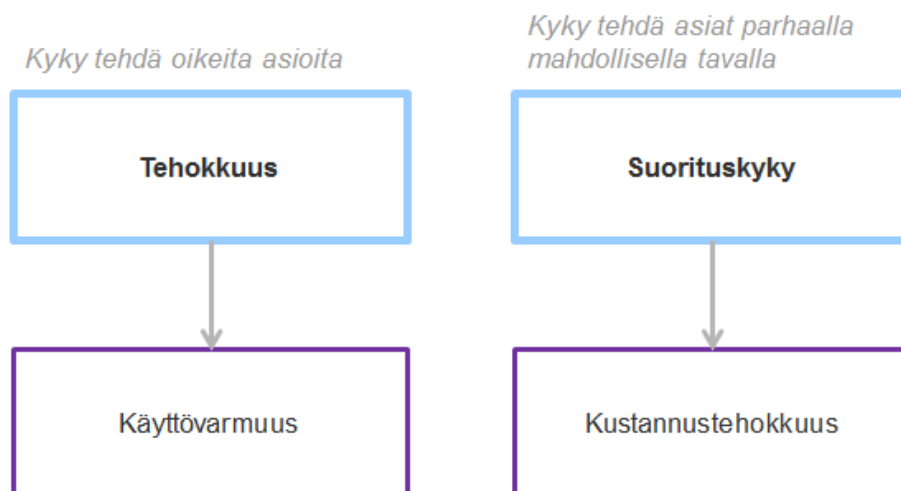 Kyky tehdä oikeita asioita
Kyky tehdä asiat parhaalla
mahdollisella tavalla
Tehokkuus
Suorituskyky
Käyttövarmuus
Kustannustehokkuus